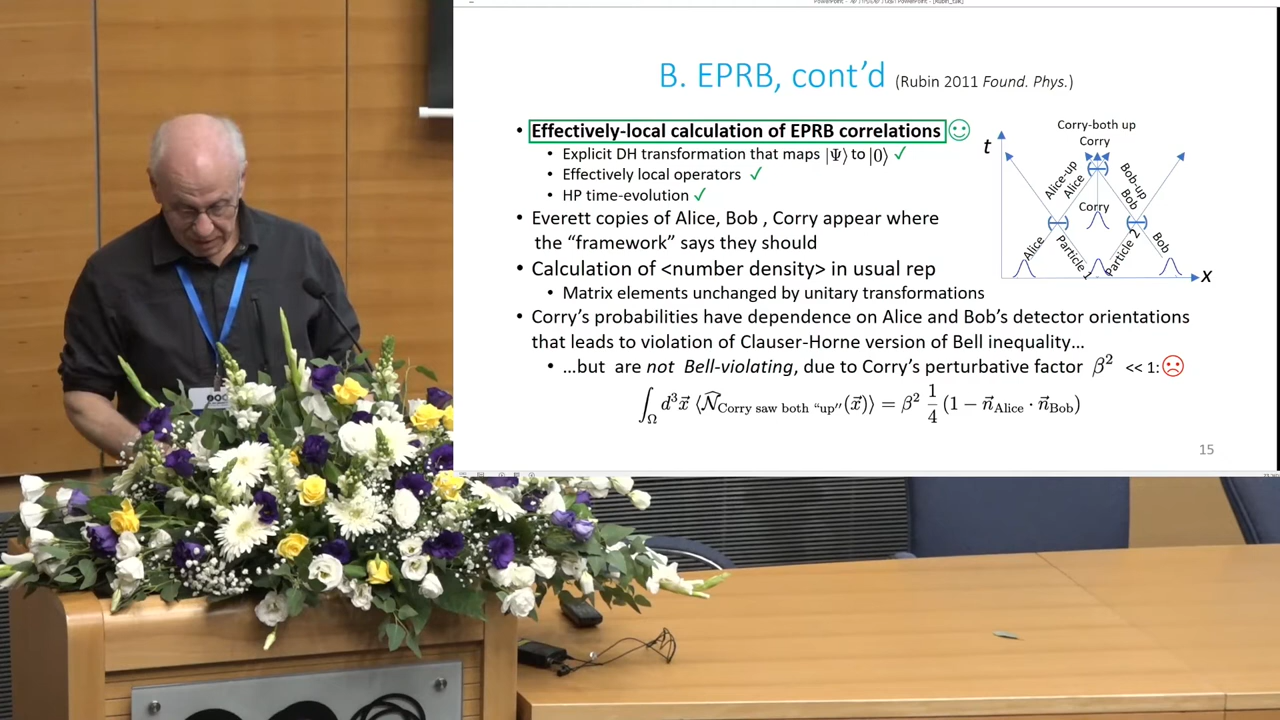 B. EPRB, cont’d (Rubin 2011 Found. Phys.)
• Effectively-local calculation of EPRB correlations
• Explicit DH transformation that maps |Ψ⟩ to |0⟩ ✓
• Effectively local operators ✓
• HP time-evolution ✓
• Everett copies of Alice, Bob , Corry appear where
the “framework” says they should
• Calculation of <number density> in usual rep
• Matrix elements unchanged by unitary transformations
• Corry’s probabilities have dependence on Alice and Bob’s detector orientations
that leads to violation of Clauser-Horne version of Bell inequality…
• …but are not Bell-violating, due to Corry’s perturbative factor β² << 1:
∫_Ω d³x⃗ ⟨𝒩̂_Corry saw both “up”(x⃗)⟩ = β² 1/4 (1 − n⃗_Alice · n⃗_Bob)
Corry-both up
Corry
t
Alice-up
Alice
Bob-up
Bob
Corry
Alice
Particle 1
Particle 2
Bob
x
15